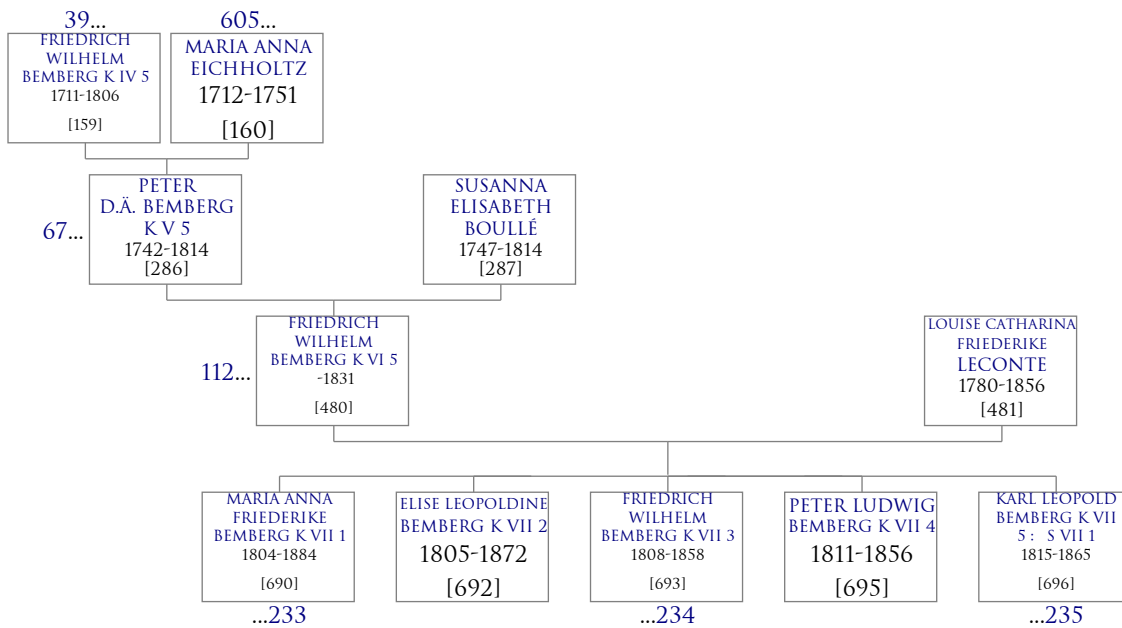 39...
605...
FRIEDRICH
WILHELM
BEMBERG K IV 5
1711-1806
[159]
MARIA ANNA
EICHHOLTZ
1712-1751
[160]
67...
PETER
D.Ä. BEMBERG
K V 5
1742-1814
[286]
SUSANNA
ELISABETH
BOULLÉ
1747-1814
[287]
112...
FRIEDRICH
WILHELM
BEMBERG K VI 5
-1831
[480]
LOUISE CATHARINA
FRIEDERIKE
LECONTE
1780-1856
[481]
MARIA ANNA
FRIEDERIKE
BEMBERG K VII 1
1804-1884
[690]
...233
ELISE LEOPOLDINE
BEMBERG K VII 2
1805-1872
[692]
FRIEDRICH
WILHELM
BEMBERG K VII 3
1808-1858
[693]
...234
PETER LUDWIG
BEMBERG K VII 4
1811-1856
[695]
KARL LEOPOLD
BEMBERG K VII
5 : S VII 1
1815-1865
[696]
...235